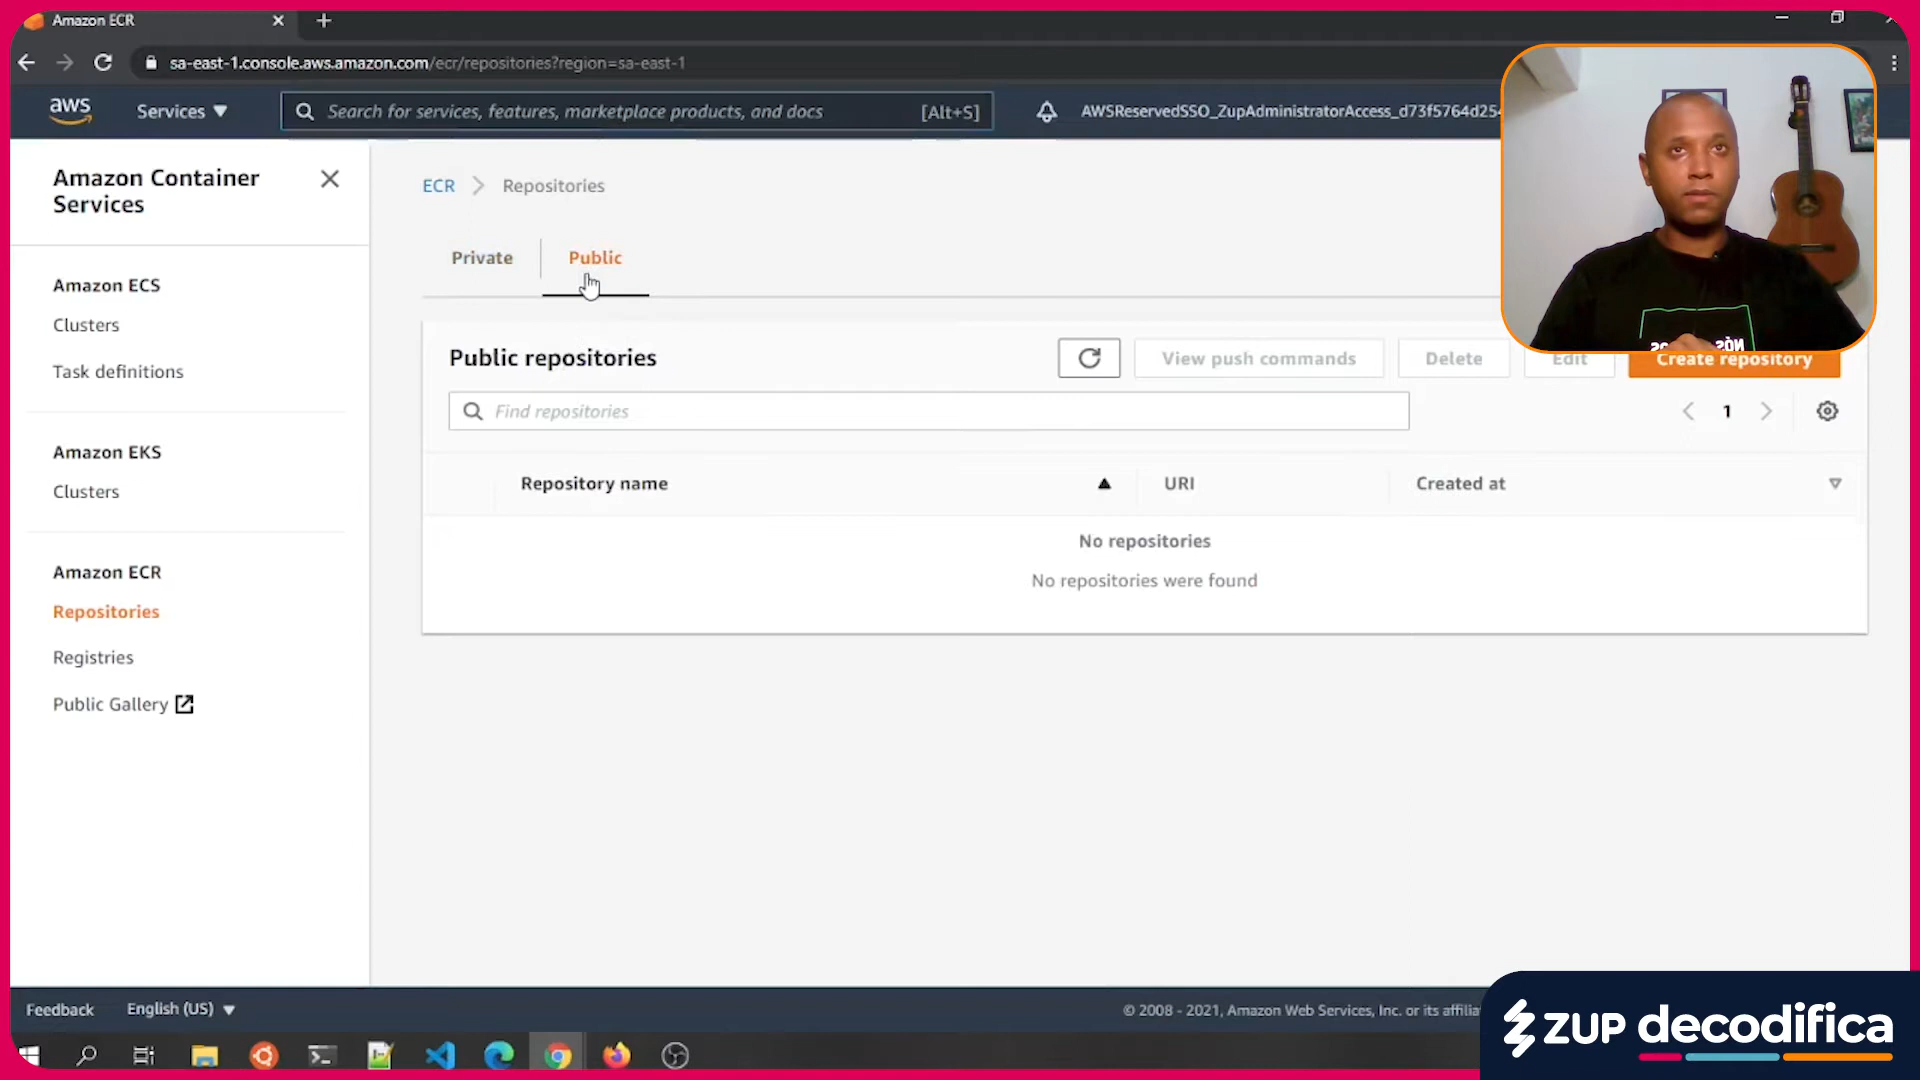 Amazon ECR
sa-east-1.console.aws.amazon.com/ecr/repositories?region=sa-east-1
aws
Services
Search for services, features, marketplace products, and docs
[Alt+S]
AWSReservedSSO_ZupAdministratorAccess_d73f5764d254
Amazon Container Services
ECR
Repositories
Private
Public
Amazon ECS
Clusters
Task definitions
Amazon EKS
Clusters
Amazon ECR
Repositories
Registries
Public Gallery
Public repositories
View push commands
Delete
Edit
Create repository
Find repositories
1
Repository name
URI
Created at
No repositories
No repositories were found
Feedback
English (US)
© 2008 - 2021, Amazon Web Services, Inc. or its affilia
ZUP decodifica